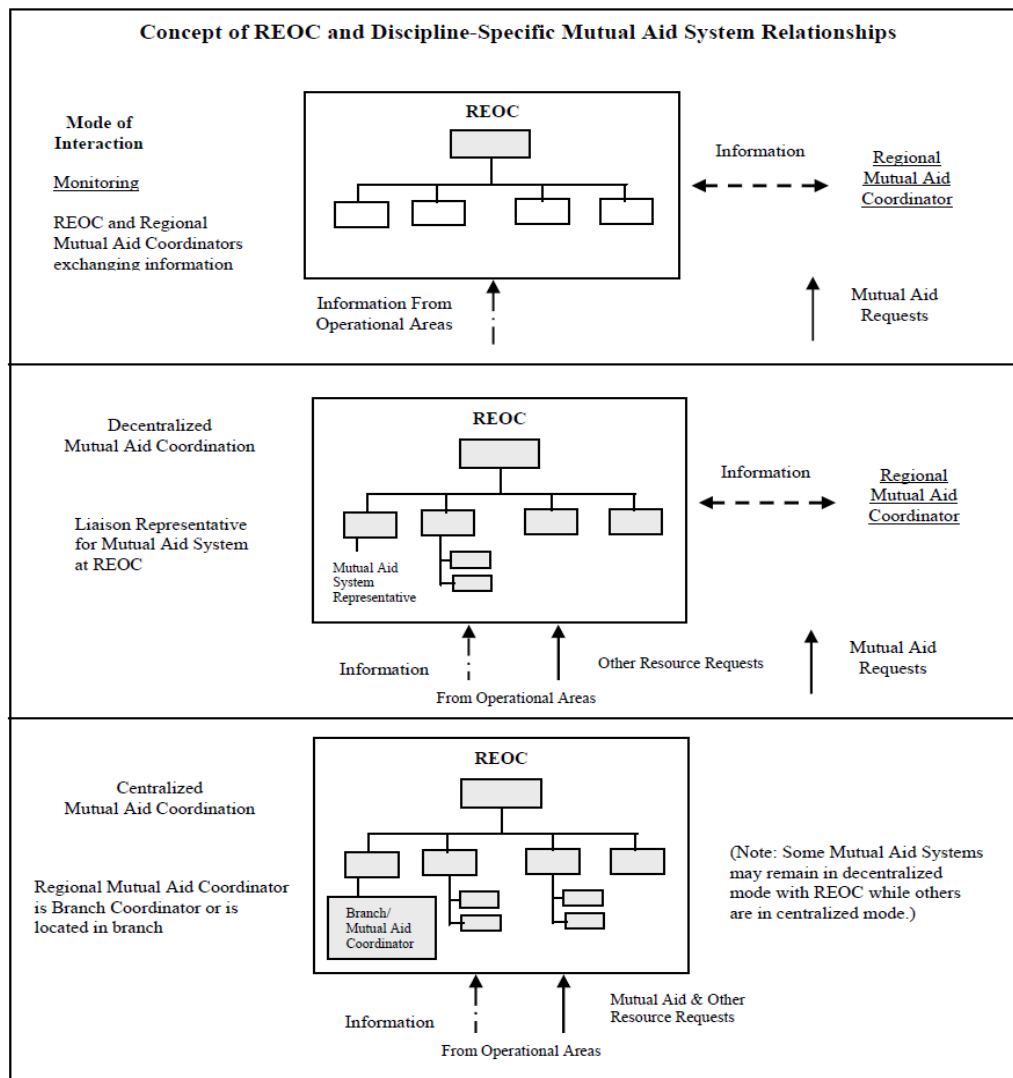 Concept of REOC and Discipline-Specific Mutual Aid System Relationships
Mode of
Interaction
Monitoring
REOC and Regional
Mutual Aid Coordinators
exchanging information
REOC
Information
Regional
Mutual Aid
Coordinator
Information From
Operational Areas
Mutual Aid
Requests
Decentralized
Mutual Aid Coordination
Liaison Representative
for Mutual Aid System
at REOC
REOC
Mutual Aid
System
Representative
Information
Regional
Mutual Aid
Coordinator
Information
Other Resource Requests
From Operational Areas
Mutual Aid
Requests
Centralized
Mutual Aid Coordination
Regional Mutual Aid Coordinator
is Branch Coordinator or is
located in branch
REOC
Branch/
Mutual Aid
Coordinator
(Note: Some Mutual Aid Systems
may remain in decentralized
mode with REOC while others
are in centralized mode.)
Information
Mutual Aid & Other
Resource Requests
From Operational Areas